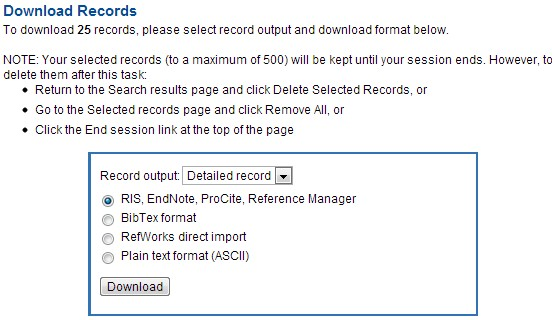 Download Records
To download 25 records, please select record output and download format below.
NOTE: Your selected records (to a maximum of 500) will be kept until your session ends. However, to
delete them after this task:
Return to the Search results page and click Delete Selected Records, or
Go to the Selected records page and click Remove All, or
Click the End session link at the top of the page
Record output: Detailed record
RIS, EndNote, ProCite, Reference Manager
BibTex format
RefWorks direct import
Plain text format (ASCII)
Download